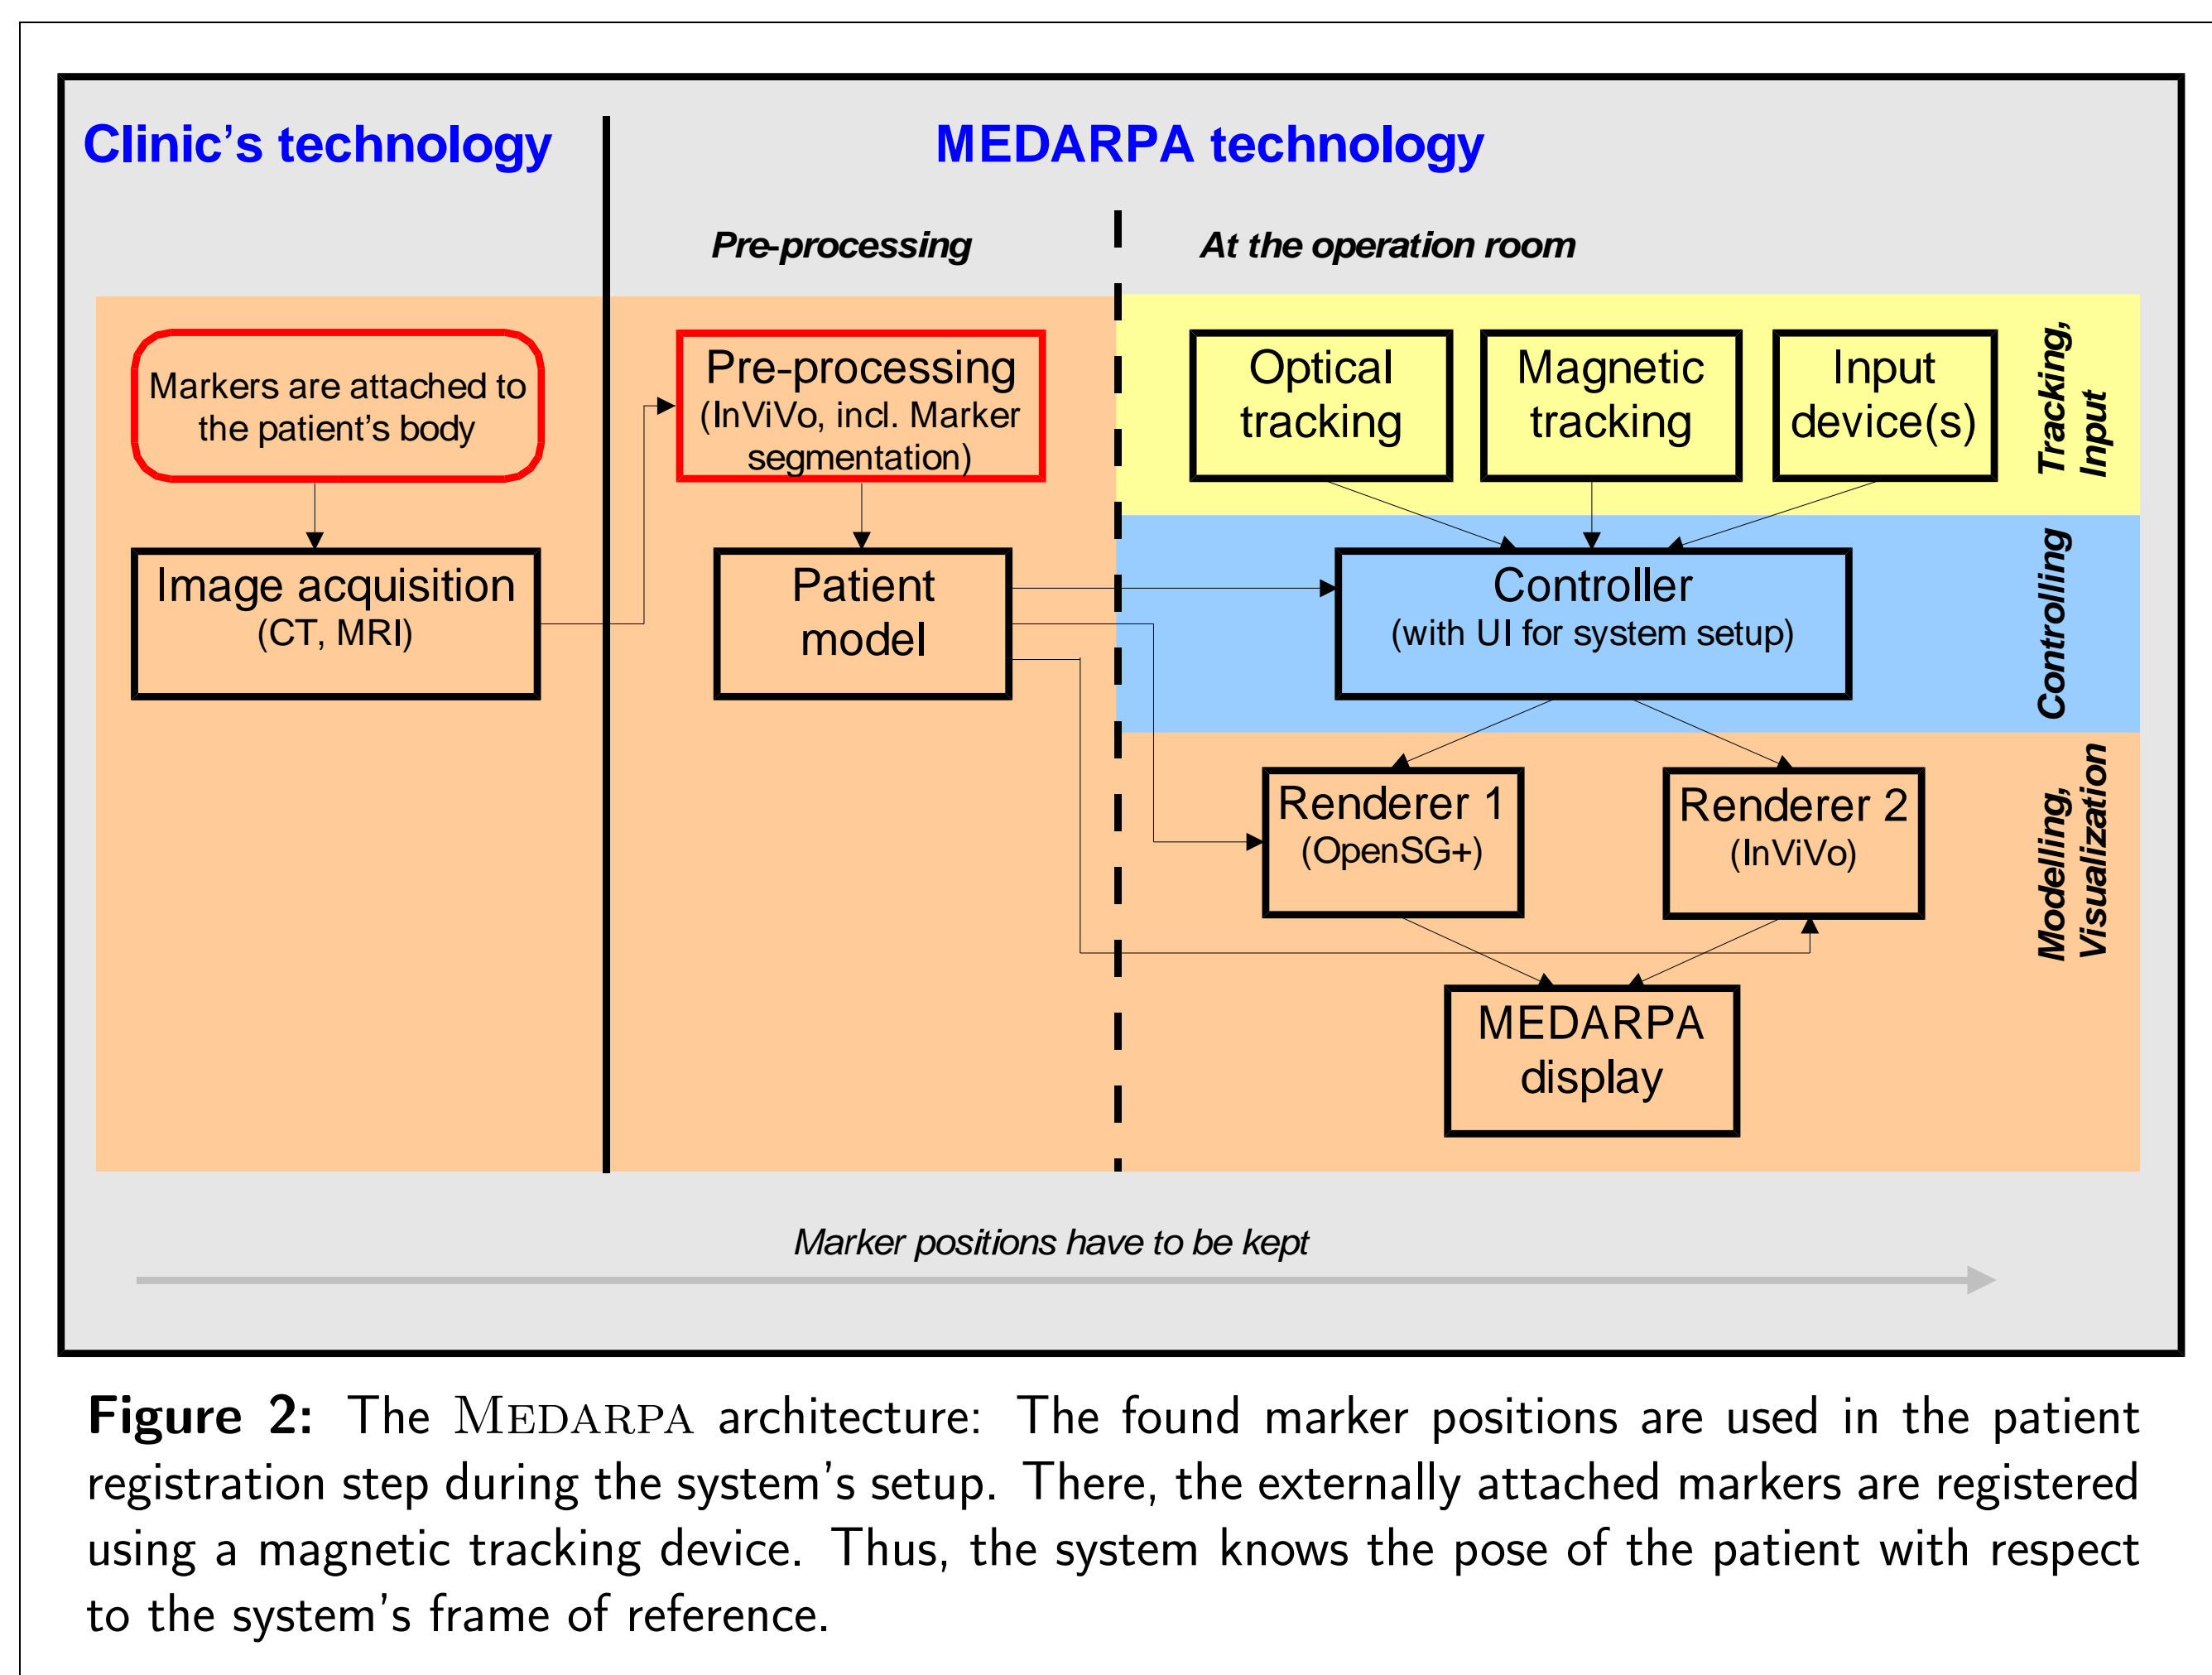 Clinic's technology
MEDARPA technology
Pre-processing
At the operation room
Markers are attached to
the patient's body
Pre-processing
(InViVo, incl. Marker
segmentation)
Optical
tracking
Magnetic
tracking
Input
device(s)
Tracking,
Input
Image acquisition
(CT, MRI)
Patient
model
Controller
(with UI for system setup)
Controlling
Renderer 1
(OpenSG+)
Renderer 2
(InViVo)
Modelling,
Visualization
MEDARPA
display
Marker positions have to be kept
Figure 2: The MEDARPA architecture: The found marker positions are used in the patient
registration step during the system's setup. There, the externally attached markers are registered
using a magnetic tracking device. Thus, the system knows the pose of the patient with respect
to the system's frame of reference.